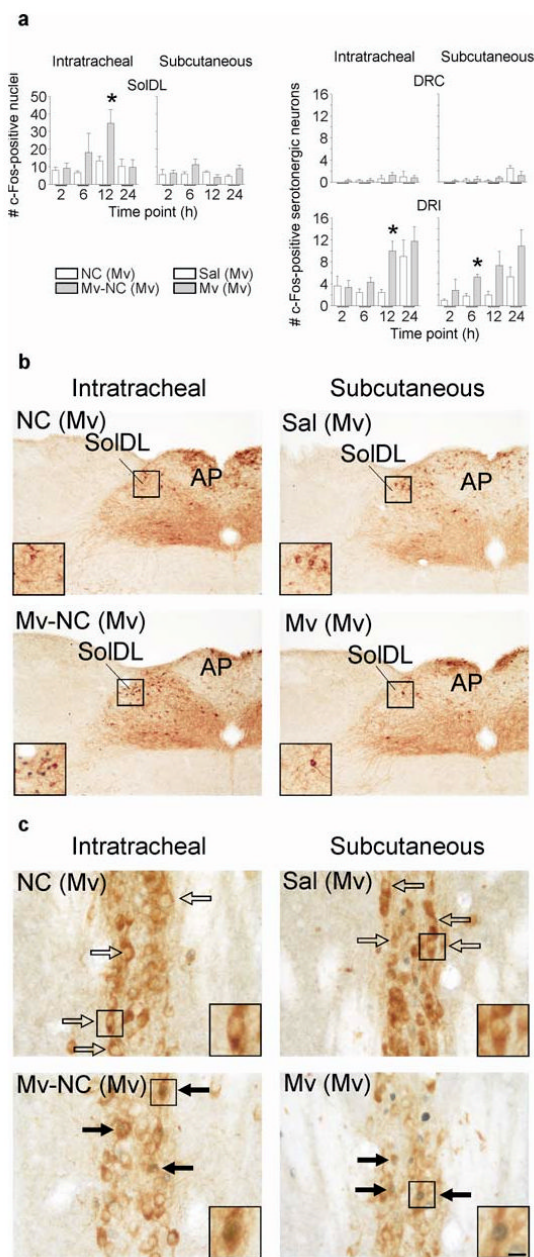 a
Intratracheal Subcutaneous
SolDL
# c-Fos-positive nuclei
50
40
30
20
10
0
*
2 6 12 24 2 6 12 24
Time point (h)
NC (Mv) Sal (Mv)
Mv-NC (Mv) Mv (Mv)
Intratracheal Subcutaneous
DRC
# c-Fos-positive serotonergic neurons
16
12
8
4
0
DRI
16
12
8
4
0
* *
2 6 12 24 2 6 12 24
Time point (h)
b
Intratracheal Subcutaneous
NC (Mv) Sal (Mv)
SolDL AP SolDL AP
Mv-NC (Mv) Mv (Mv)
SolDL AP SolDL AP
c
Intratracheal Subcutaneous
NC (Mv) Sal (Mv)
Mv-NC (Mv) Mv (Mv)